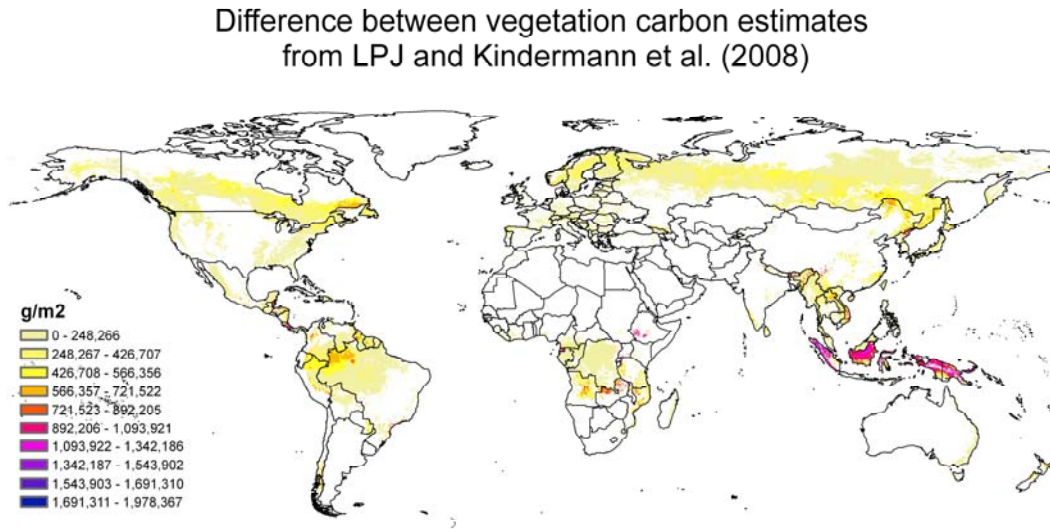 Difference between vegetation carbon estimates
from LPJ and Kindermann et al. (2008)
g/m2
0 - 248,266
248,267 - 426,707
426,708 - 566,356
566,357 - 721,522
721,523 - 892,205
892,206 - 1,093,921
1,093,922 - 1,342,186
1,342,187 - 1,543,902
1,543,903 - 1,691,310
1,691,311 - 1,978,367